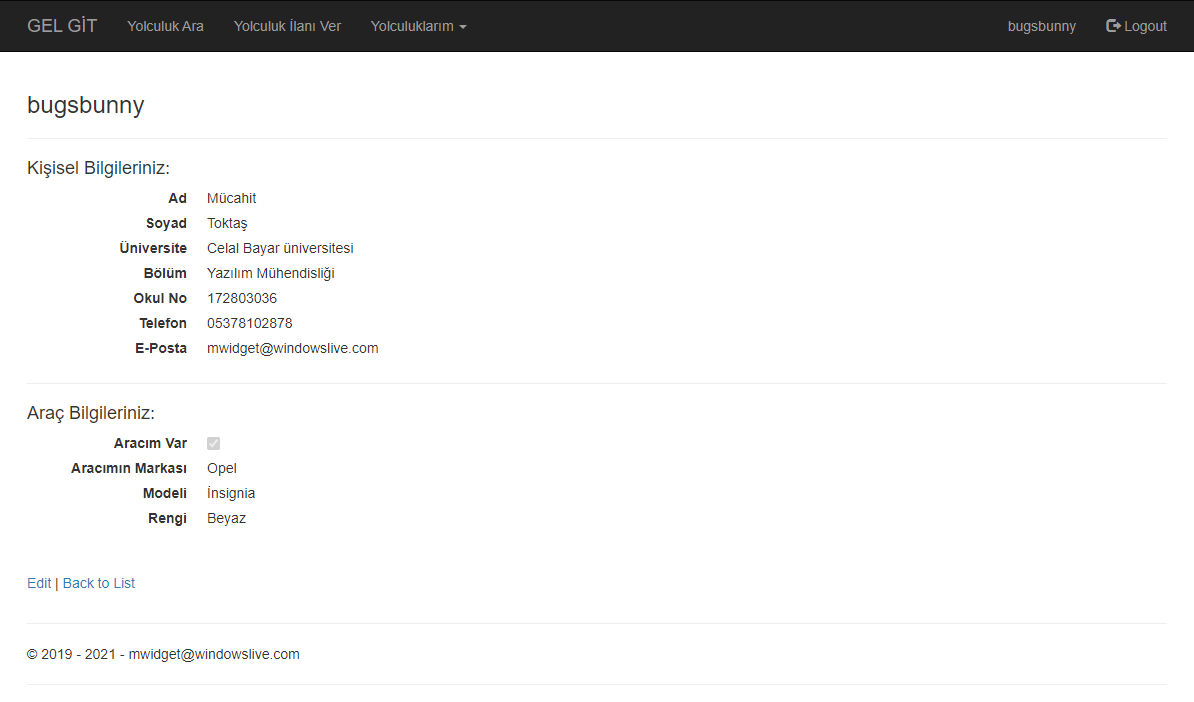 GEL GİT Yolculuk Ara Yolculuk İlanı Ver Yolculuklarım bugsbunny Logout
bugsbunny
Kişisel Bilgileriniz:
Ad Mücahit
Soyad Toktaş
Üniversite Celal Bayar üniversitesi
Bölüm Yazılım Mühendisliği
Okul No 172803036
Telefon 05378102878
E-Posta mwidget@windowslive.com
Araç Bilgileriniz:
Aracım Var
Aracımın Markası Opel
Modeli İnsignia
Rengi Beyaz
Edit | Back to List
© 2019 - 2021 - mwidget@windowslive.com